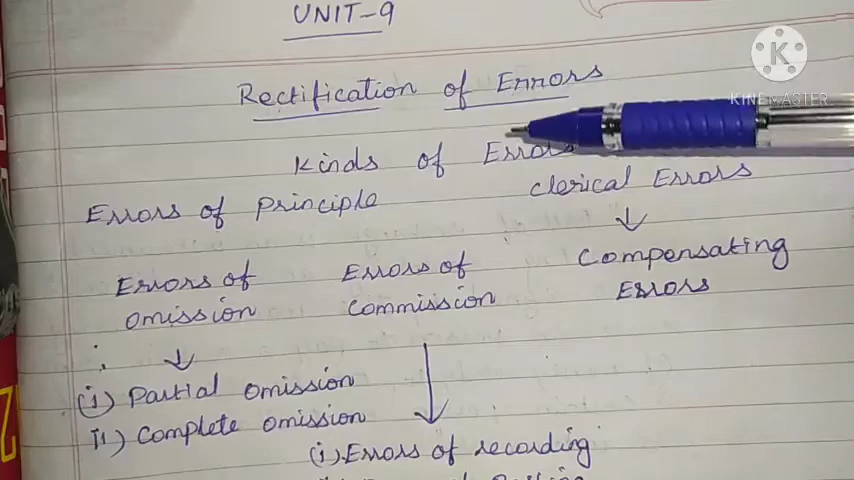 UNIT-9
Rectification of Errors
Kinds of Errors
Errors of principle
Clerical Errors
Errors of omission
Errors of Commission
Compensating Errors
(i) Partial omission
ii) Complete omission
(i) Errors of recording
KINEMASTER